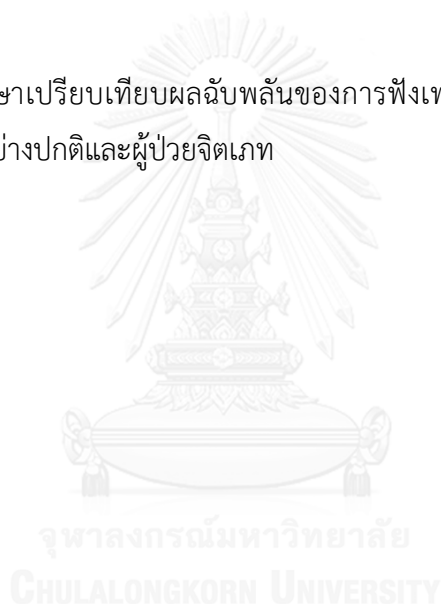 ษาเปรียบเทียบผลฉับพลันของการฟังเพ
ย่างปกติและผู้ป่วยจิตเภท
จุฬาลงกรณ์มหาวิทยาลัย
CHULALONGKORN UNIVERSITY